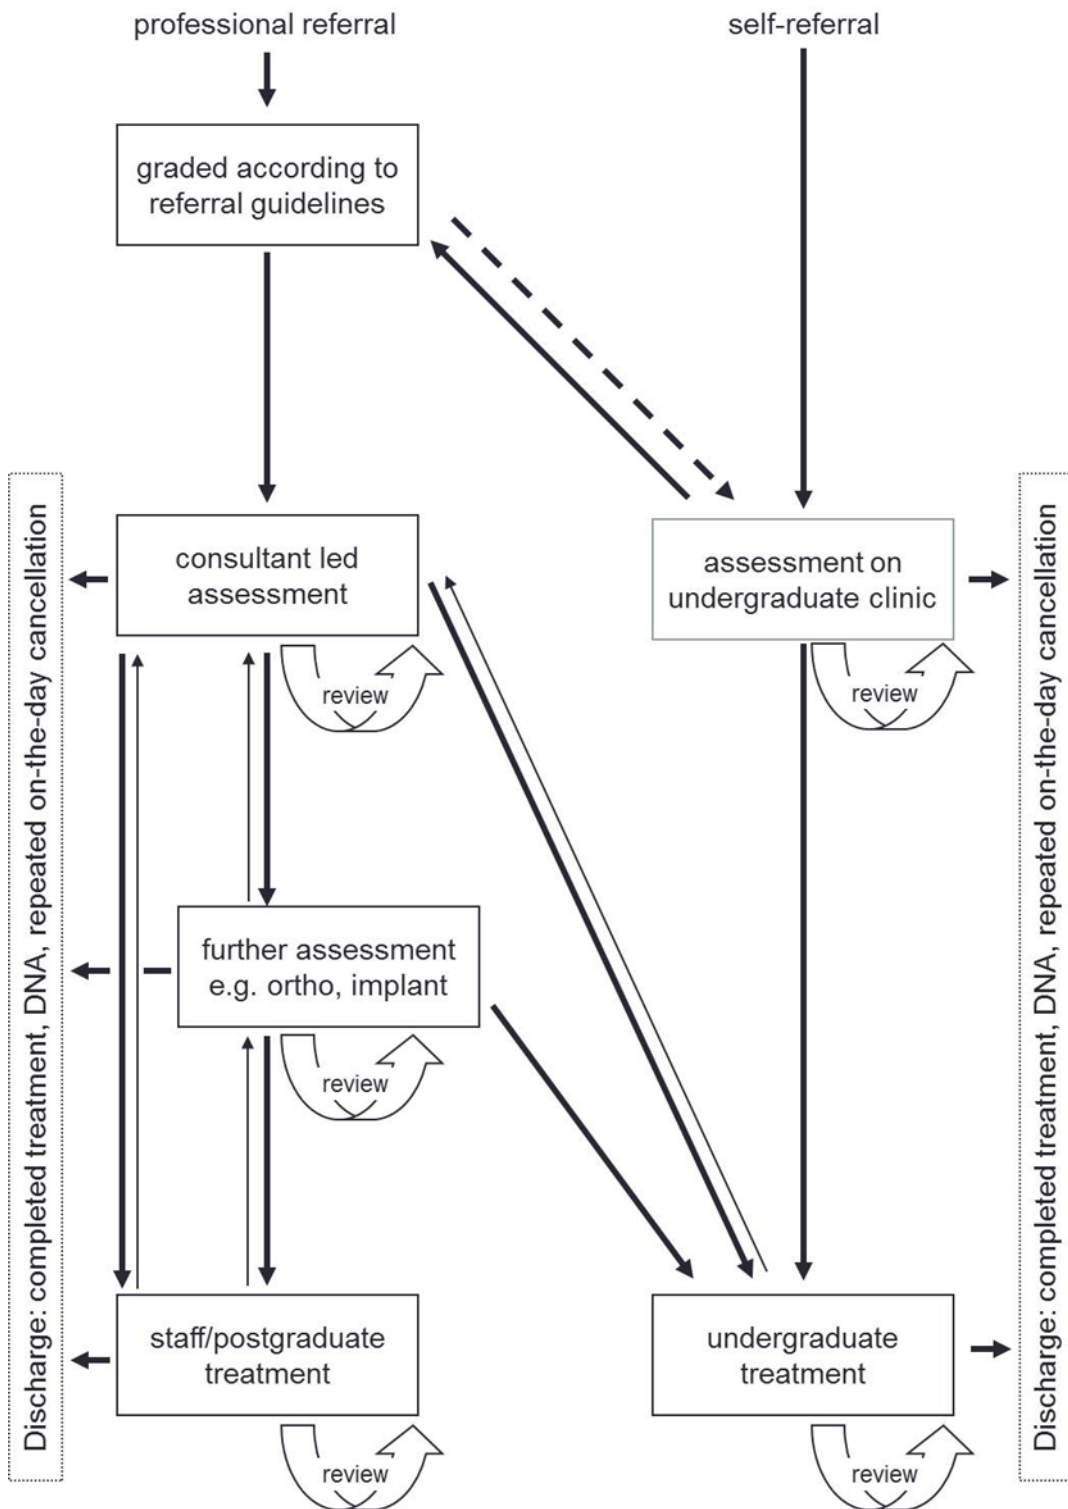 professional referral
self-referral
graded according to
referral guidelines
consultant led
assessment
assessment on
undergraduate clinic
review
review
further assessment
e.g. ortho, implant
review
staff/postgraduate
treatment
undergraduate
treatment
review
review
Discharge: completed treatment, DNA, repeated on-the-day cancellation
Discharge: completed treatment, DNA, repeated on-the-day cancellation